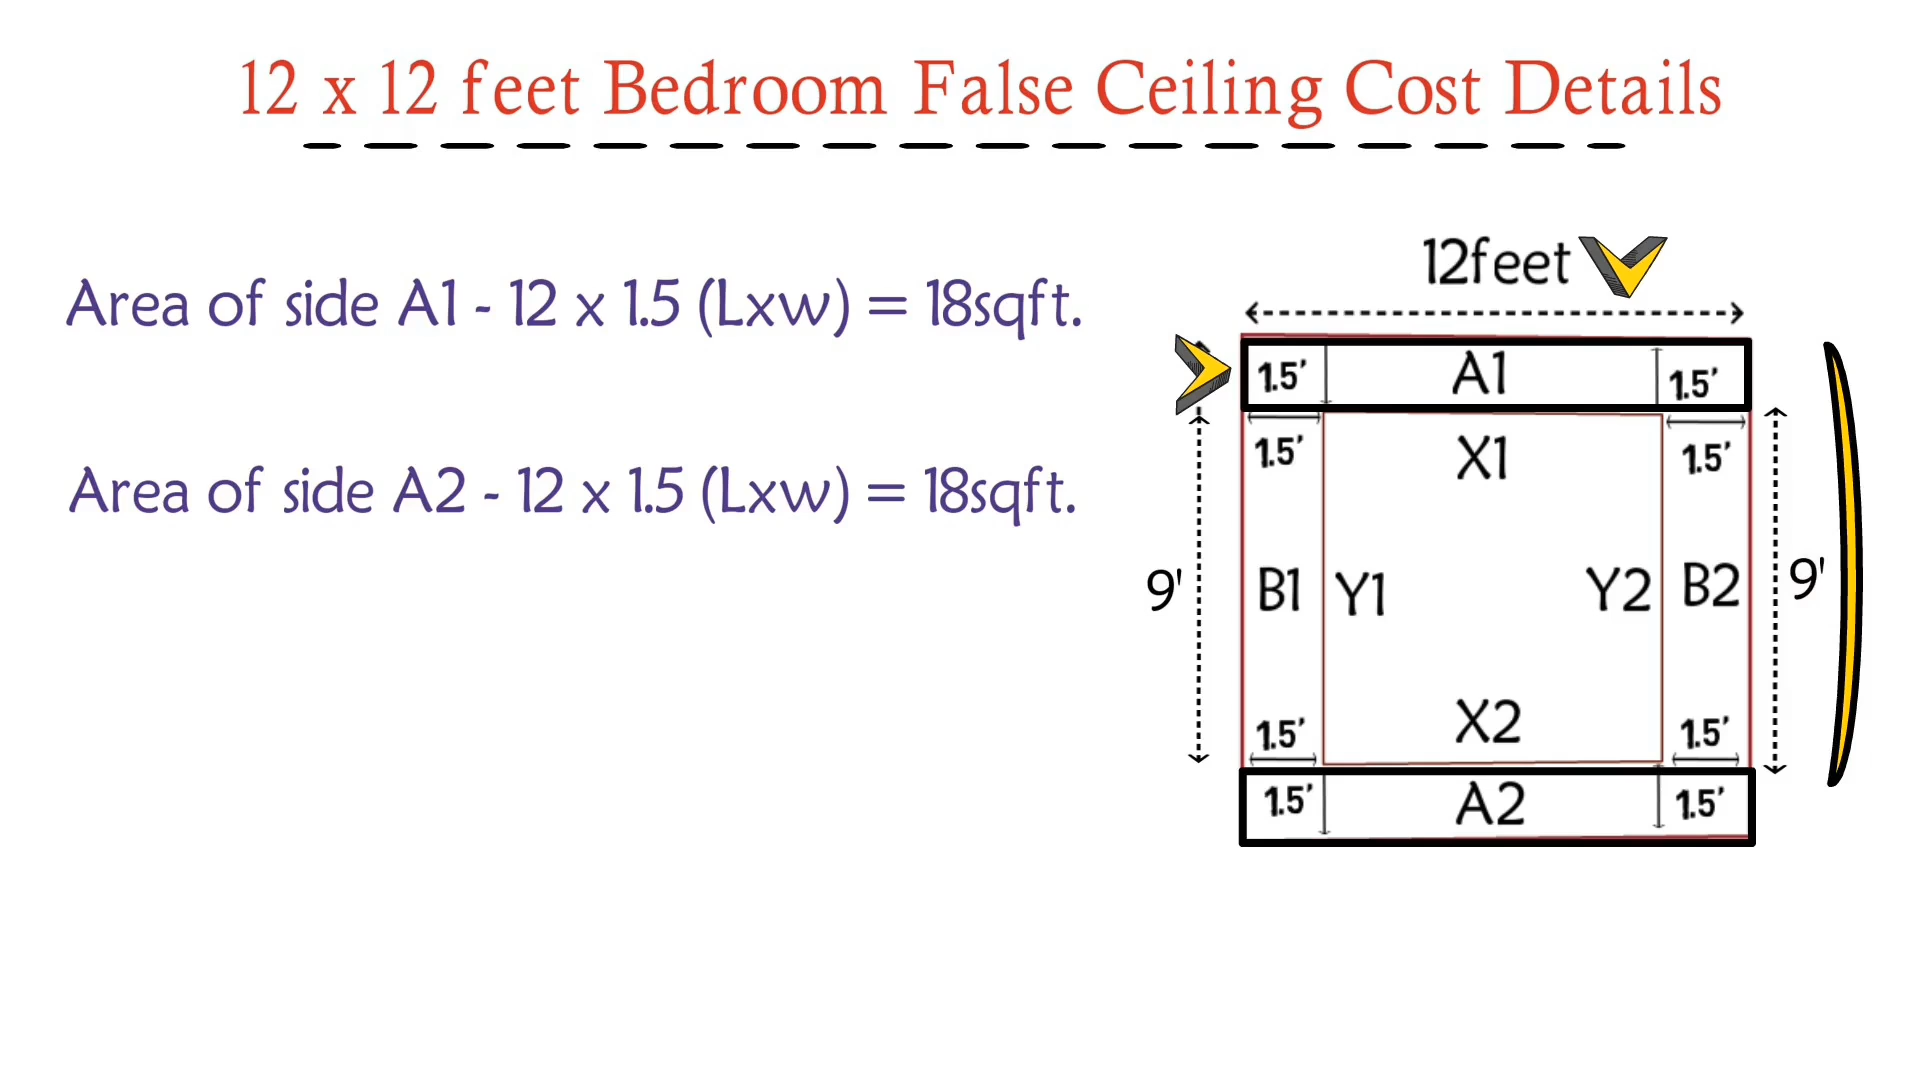 12 x 12 feet Bedroom False Ceiling Cost Details
Area of side A1 - 12 x 1.5 (Lxw) = 18sqft.
Area of side A2 - 12 x 1.5 (Lxw) = 18sqft.
12feet
1.5' A1 1.5'
1.5' X1 1.5'
9' B1 Y1 Y2 B2 9'
1.5' X2 1.5'
1.5' A2 1.5'